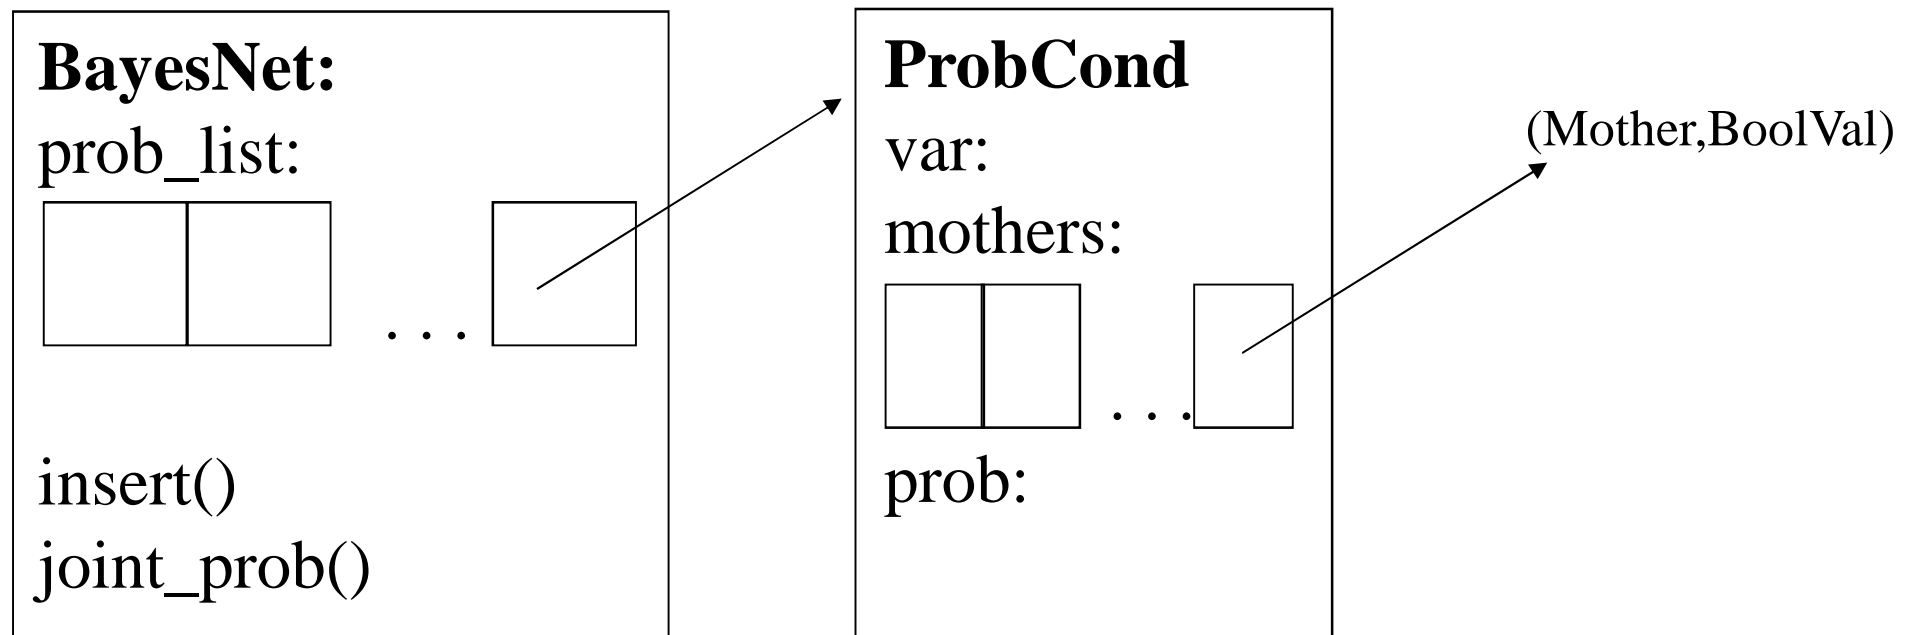 BayesNet:
prob_list:
. . .
insert()
joint_prob()
ProbCond
var:
mothers:
. . .
prob:
(Mother,BoolVal)